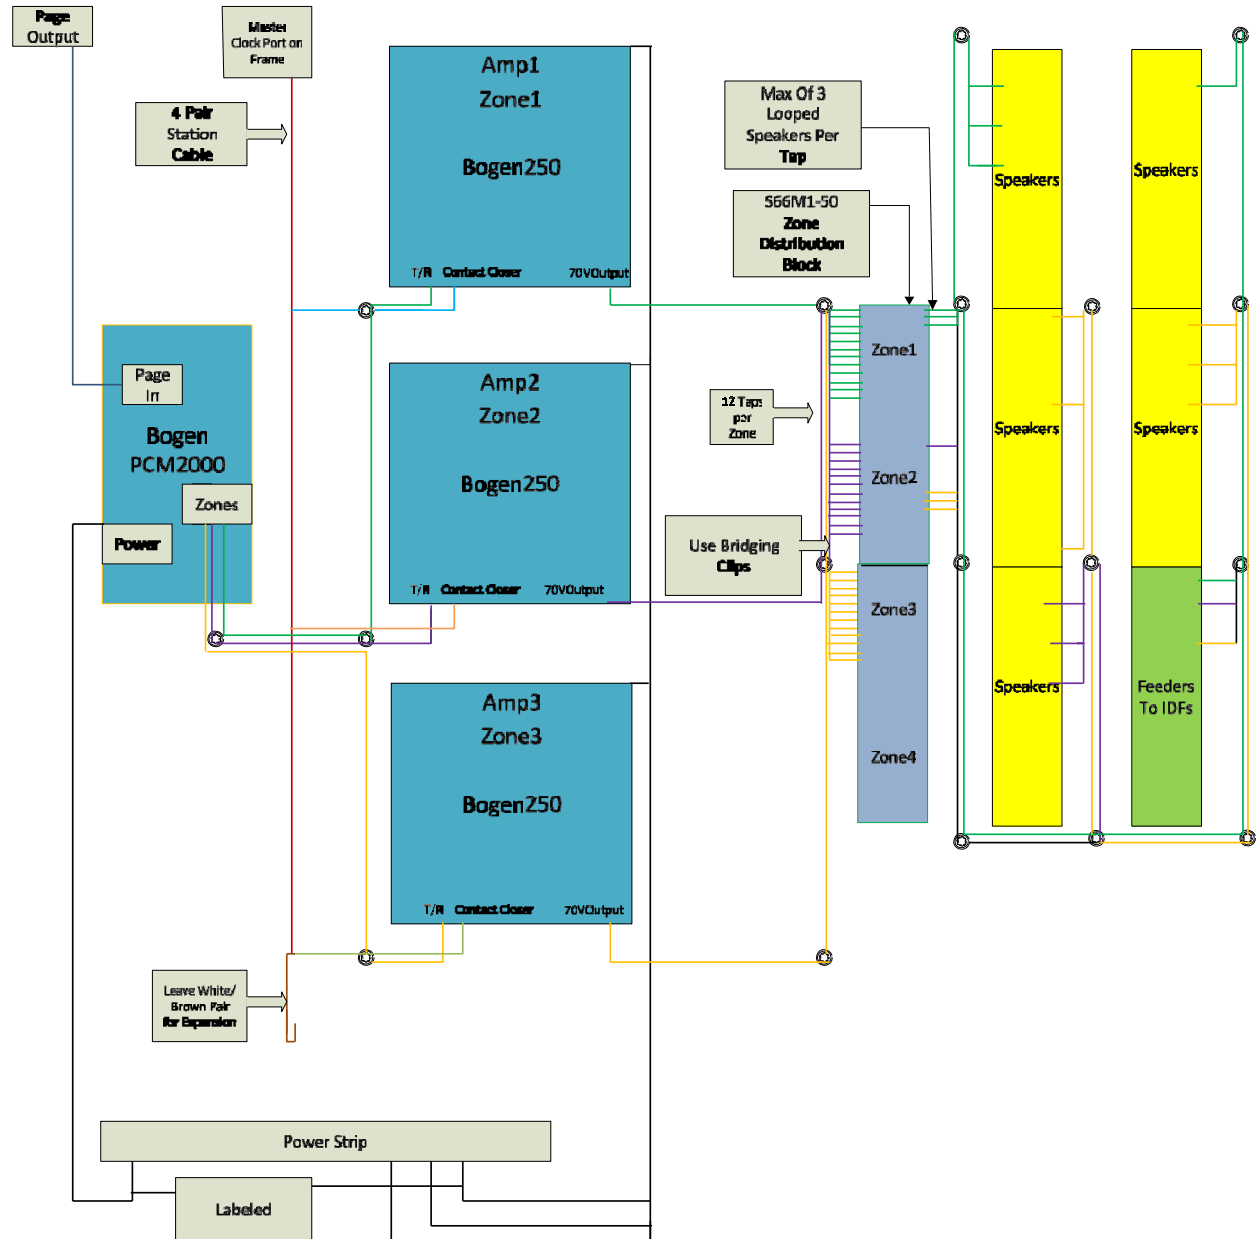 Page
Output
Master
Clock Port on
Frame
4 Pair
Station
Cable
Amp1
Zone1
Bogen250
T/R Contact Closer 70VOutput
Max Of 3
Looped
Speakers Per
Tap
S66M1-50
Zone
Distribution
Block
Speakers
Speakers
Page
In
Bogen
PCM2000
Zones
Power
Amp2
Zone2
Bogen250
T/R Contact Closer 70VOutput
12 Taps
per
Zone
Use Bridging
Clips
Zone1
Zone2
Zone3
Zone4
Speakers
Speakers
Speakers
Feeders
To IDFs
Amp3
Zone3
Bogen250
T/R Contact Closer 70VOutput
Leave White/
Brown Pair
for Expansion
Power Strip
Labeled